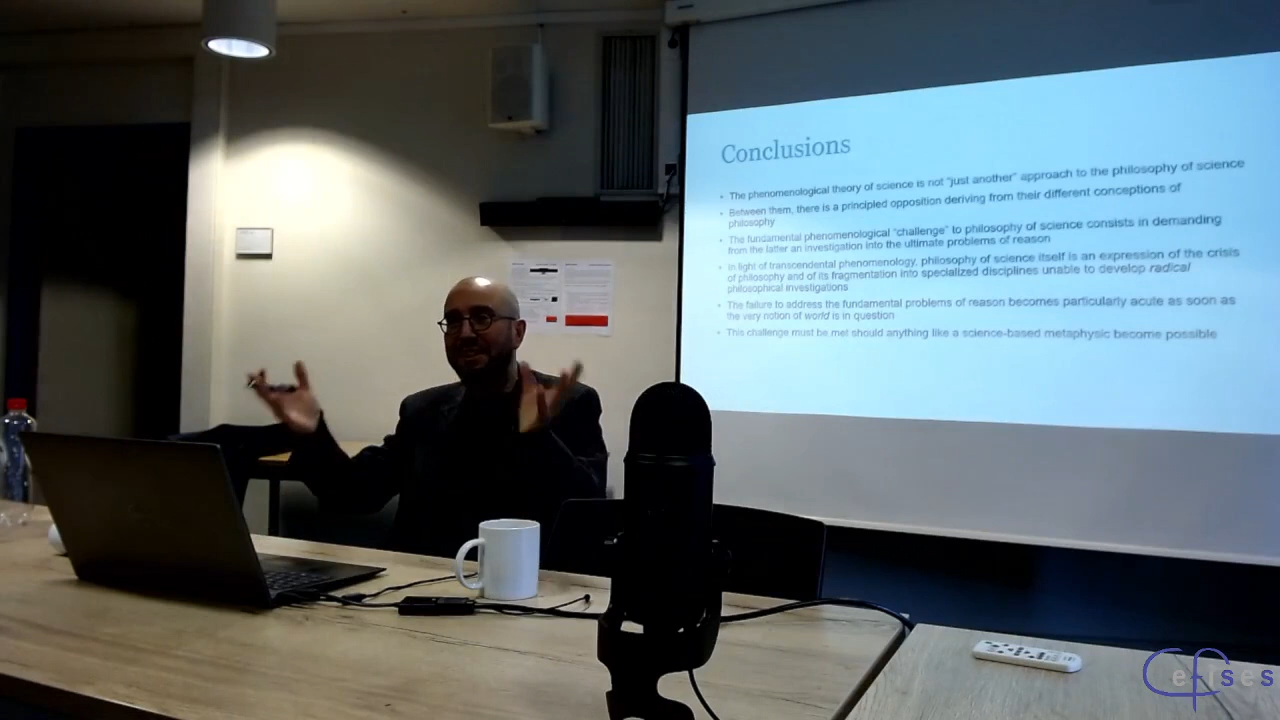 Conclusions
• The phenomenological theory of science is not "just another" approach to the philosophy of science
• Between them, there is a principled opposition deriving from their different conceptions of
philosophy
• The fundamental phenomenological "challenge" to philosophy of science consists in demanding
from the latter an investigation into the ultimate problems of reason
• In light of transcendental phenomenology, philosophy of science itself is an expression of the crisis
of philosophy and of its fragmentation into specialized disciplines unable to develop radical
philosophical investigations
• The failure to address the fundamental problems of reason becomes particularly acute as soon as
the very notion of world is in question
• This challenge must be met should anything like a science-based metaphysic become possible
Cefises